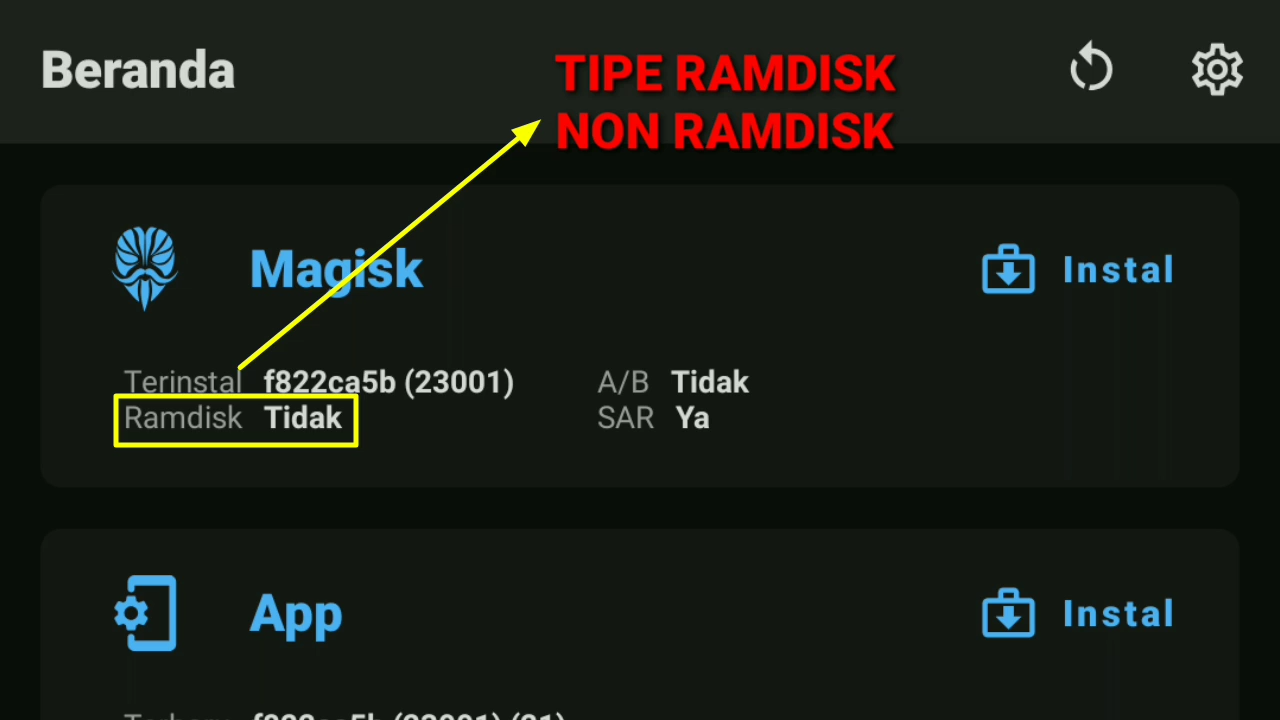 Beranda
TIPE RAMDISK
NON RAMDISK
Magisk
Instal
Terinstal f822ca5b (23001)
A/B Tidak
Ramdisk Tidak
SAR Ya
App
Instal